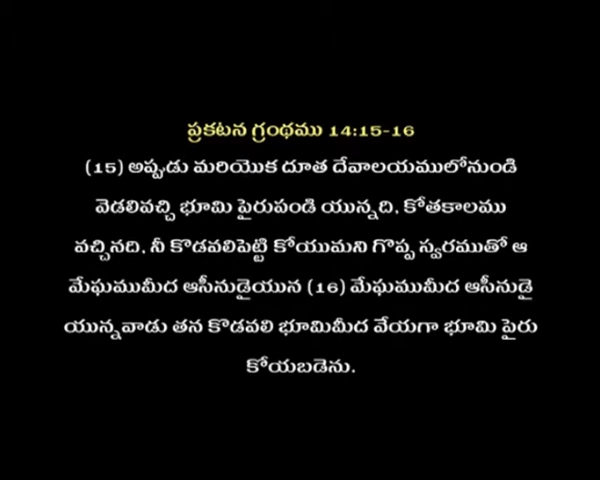 ప్రకటన గ్రంథము 14:15-16
(15) అప్పుడు మరియొక దూత దేవాలయములోనుండి
వెడలివచ్చి భూమి పైరుపండి యున్నది, కోతకాలము
వచ్చినది, నీ కొడవలిపెట్టి కోయుమని గొప్ప స్వరముతో ఆ
మేఘముమీద ఆసీనుడైయున (16) మేఘముమీద ఆసీనుడై
యున్నవాడు తన కొడవలి భూమిమీద వేయగా భూమి పైరు
కోయబడెను.